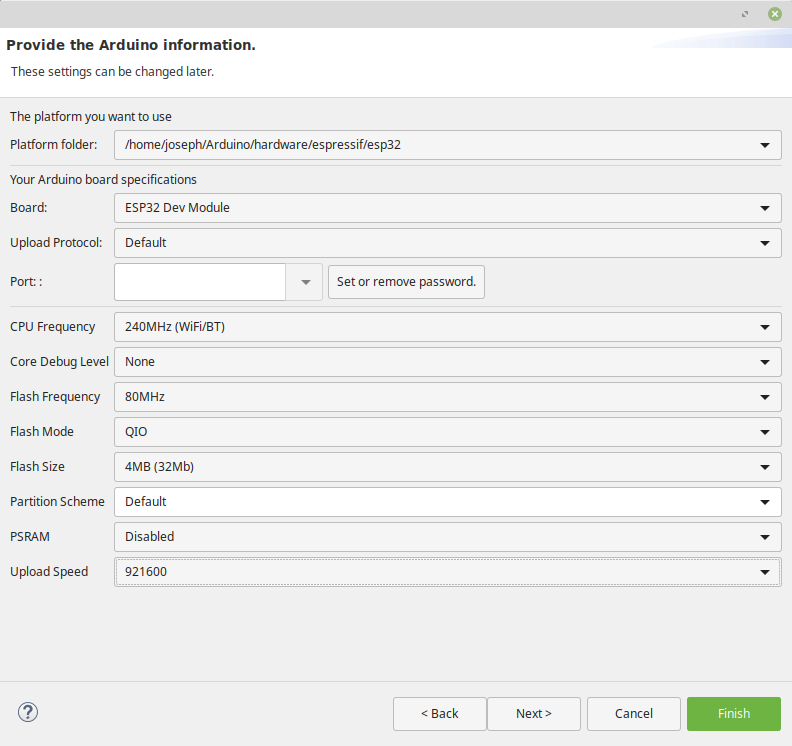 Provide the Arduino information.
These settings can be changed later.
The platform you want to use
Platform folder: /home/joseph/Arduino/hardware/espressif/esp32
Your Arduino board specifications
Board: ESP32 Dev Module
Upload Protocol: Default
Port: : Set or remove password.
CPU Frequency 240MHz (WiFi/BT)
Core Debug Level None
Flash Frequency 80MHz
Flash Mode QIO
Flash Size 4MB (32Mb)
Partition Scheme Default
PSRAM Disabled
Upload Speed 921600
? < Back Next > Cancel Finish